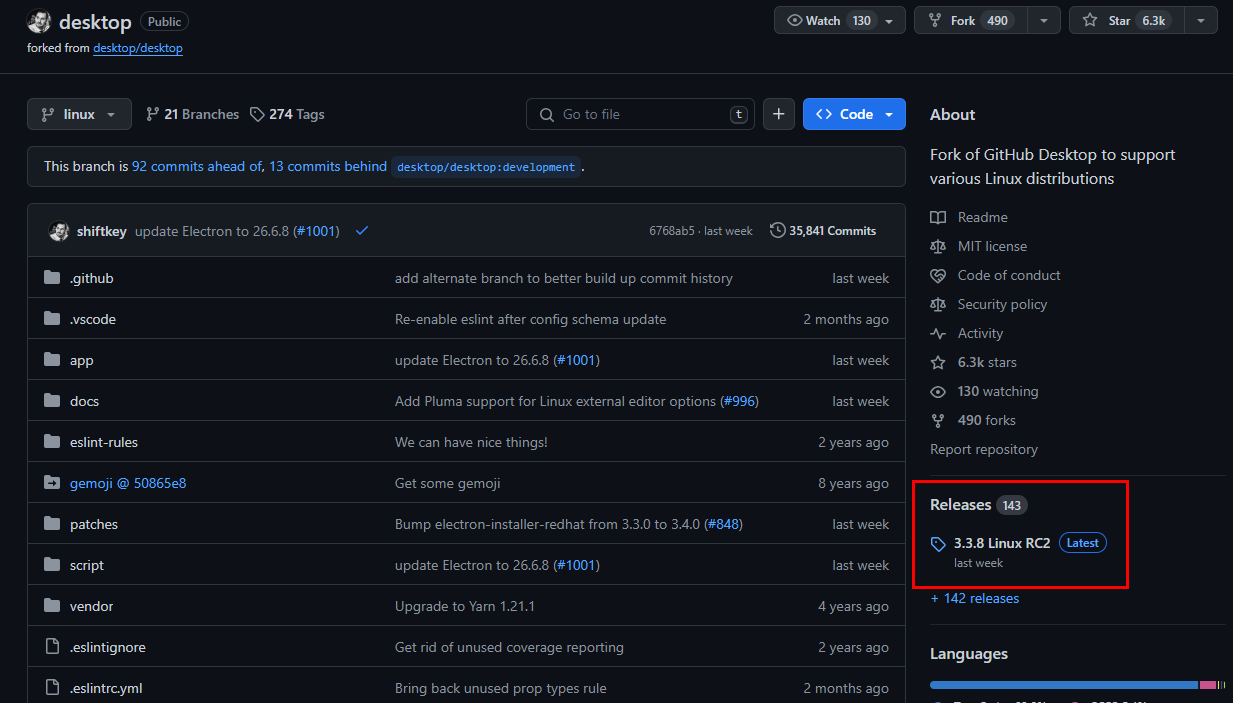 desktop Public
Watch 130 Fork 490 Star 6.3k
forked from desktop/desktop
linux 21 Branches 274 Tags Go to file t + Code
This branch is 92 commits ahead of, 13 commits behind desktop/desktop:development .
shiftkey update Electron to 26.6.8 (#1001) 6768ab5 · last week 35,841 Commits
.github add alternate branch to better build up commit history last week
.vscode Re-enable eslint after config schema update 2 months ago
app update Electron to 26.6.8 (#1001) last week
docs Add Pluma support for Linux external editor options (#996) last week
eslint-rules We can have nice things! 2 years ago
gemoji @ 50865e8 Get some gemoji 8 years ago
patches Bump electron-installer-redhat from 3.3.0 to 3.4.0 (#848) last week
script update Electron to 26.6.8 (#1001) last week
vendor Upgrade to Yarn 1.21.1 4 years ago
.eslintignore Get rid of unused coverage reporting 2 years ago
.eslintrc.yml Bring back unused prop types rule 2 months ago
About
Fork of GitHub Desktop to support
various Linux distributions
Readme
MIT license
Code of conduct
Security policy
Activity
6.3k stars
130 watching
490 forks
Report repository
Releases 143
3.3.8 Linux RC2 Latest
last week
+ 142 releases
Languages